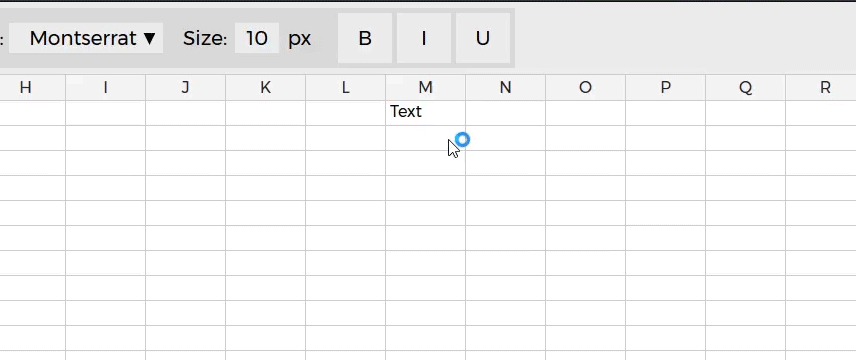 : Montserrat ▼ Size: 10 px B I U
H I J K L M N O P Q R
Text